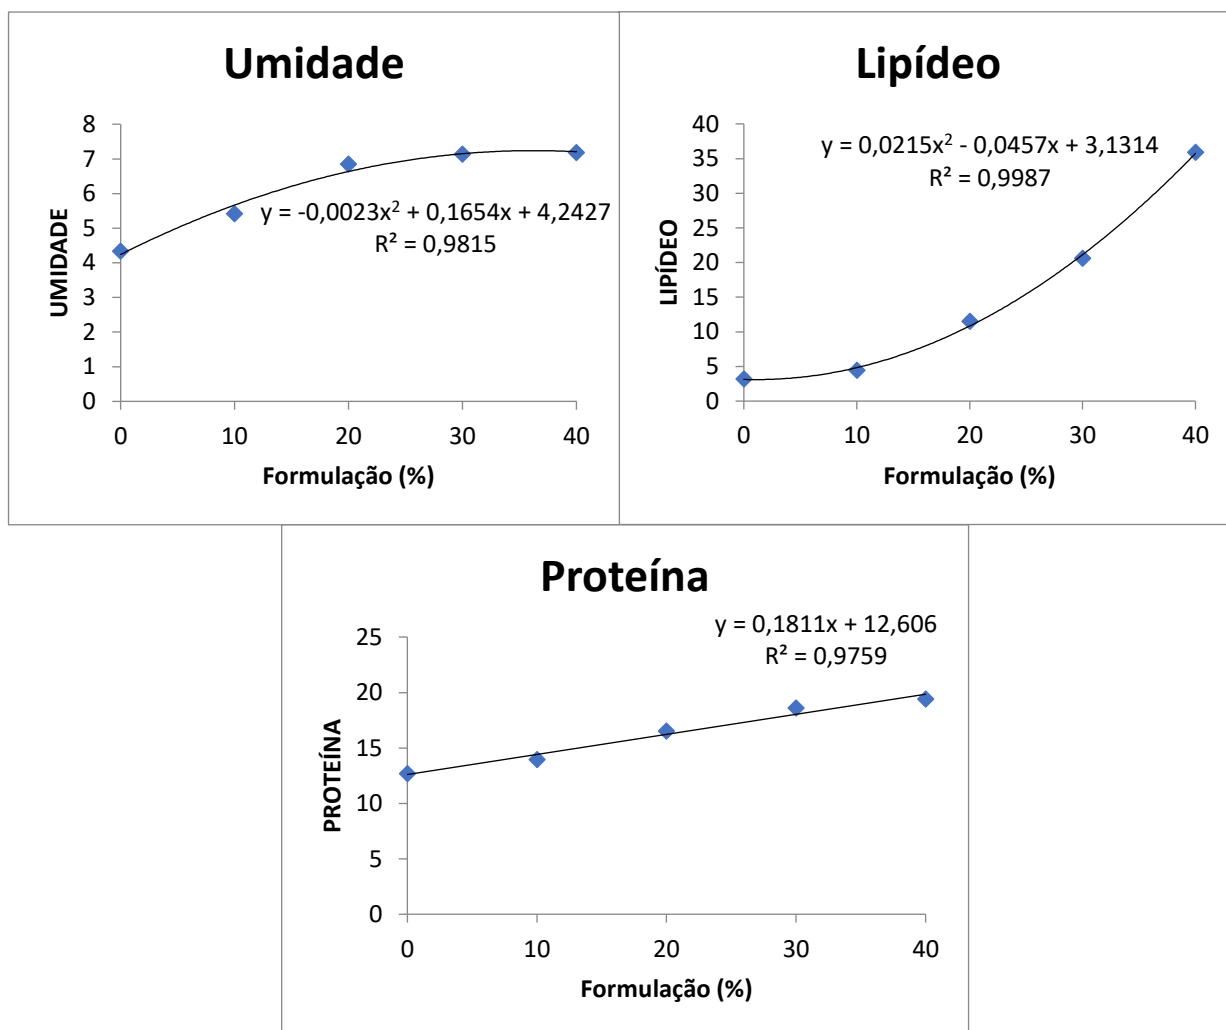 Umidade
8
7
6
5
4
3
2
1
0
UMIDADE
y = -0,0023x² + 0,1654x + 4,2427
R² = 0,9815
0 10 20 30 40
Formulação (%)
Lipídeo
40
35
30
25
20
15
10
5
0
LIPÍDEO
y = 0,0215x² - 0,0457x + 3,1314
R² = 0,9987
0 10 20 30 40
Formulação (%)
Proteína
y = 0,1811x + 12,606
R² = 0,9759
25
20
15
10
5
0
PROTEÍNA
0 10 20 30 40
Formulação (%)